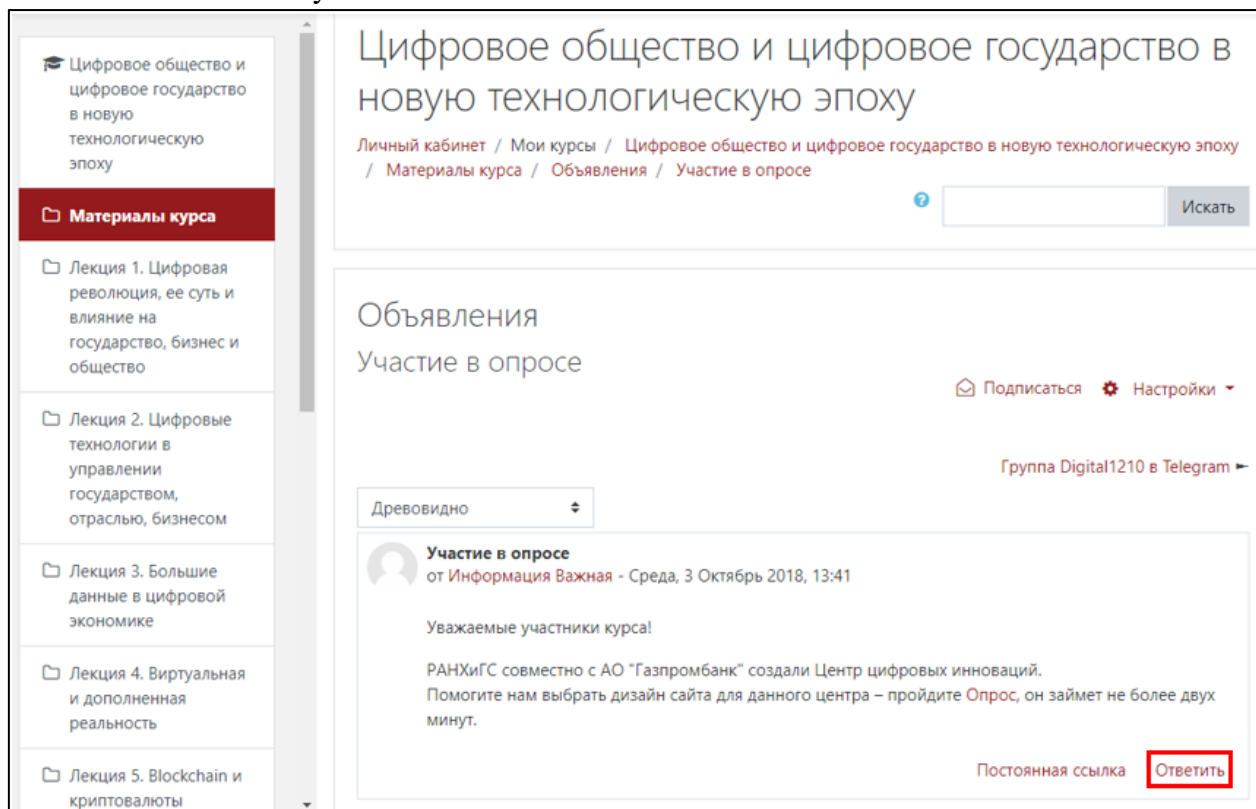 Цифровое общество и
цифровое государство
в новую
технологическую
эпоху
Материалы курса
Лекция 1. Цифровая
революция, ее суть и
влияние на
государство, бизнес и
общество
Лекция 2. Цифровые
технологии в
управлении
государством,
отраслью, бизнесом
Лекция 3. Большие
данные в цифровой
экономике
Лекция 4. Виртуальная
и дополненная
реальность
Лекция 5. Blockchain и
криптовалюты
Цифровое общество и цифровое государство в
новую технологическую эпоху
Личный кабинет / Мои курсы / Цифровое общество и цифровое государство в новую технологическую эпоху
/ Материалы курса / Объявления / Участие в опросе
Искать
Объявления
Участие в опросе
Подписаться Настройки
Группа Digital1210 в Telegram
Древовидно
Участие в опросе
от Информация Важная - Среда, 3 Октябрь 2018, 13:41
Уважаемые участники курса!
РАНХиГС совместно с АО "Газпромбанк" создали Центр цифровых инноваций.
Помогите нам выбрать дизайн сайта для данного центра – пройдите Опрос, он займет не более двух
минут.
Постоянная ссылка Ответить